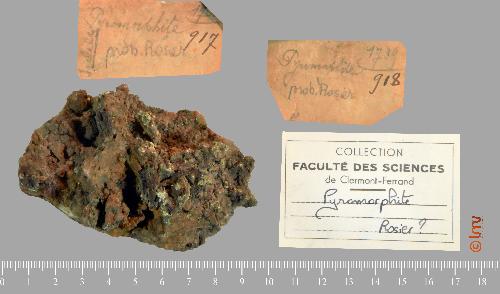 Pyromorphite
prob. Rosier
917
Pyromorphite
prob. Rosier
918
COLLECTION
FACULTÉ DES SCIENCES
de Clermont-Ferrand
Pyromorphite
Rosier?
lmv
0 1 2 3 4 5 6 7 8 9 10 11 12 13 14 15 16 17 18